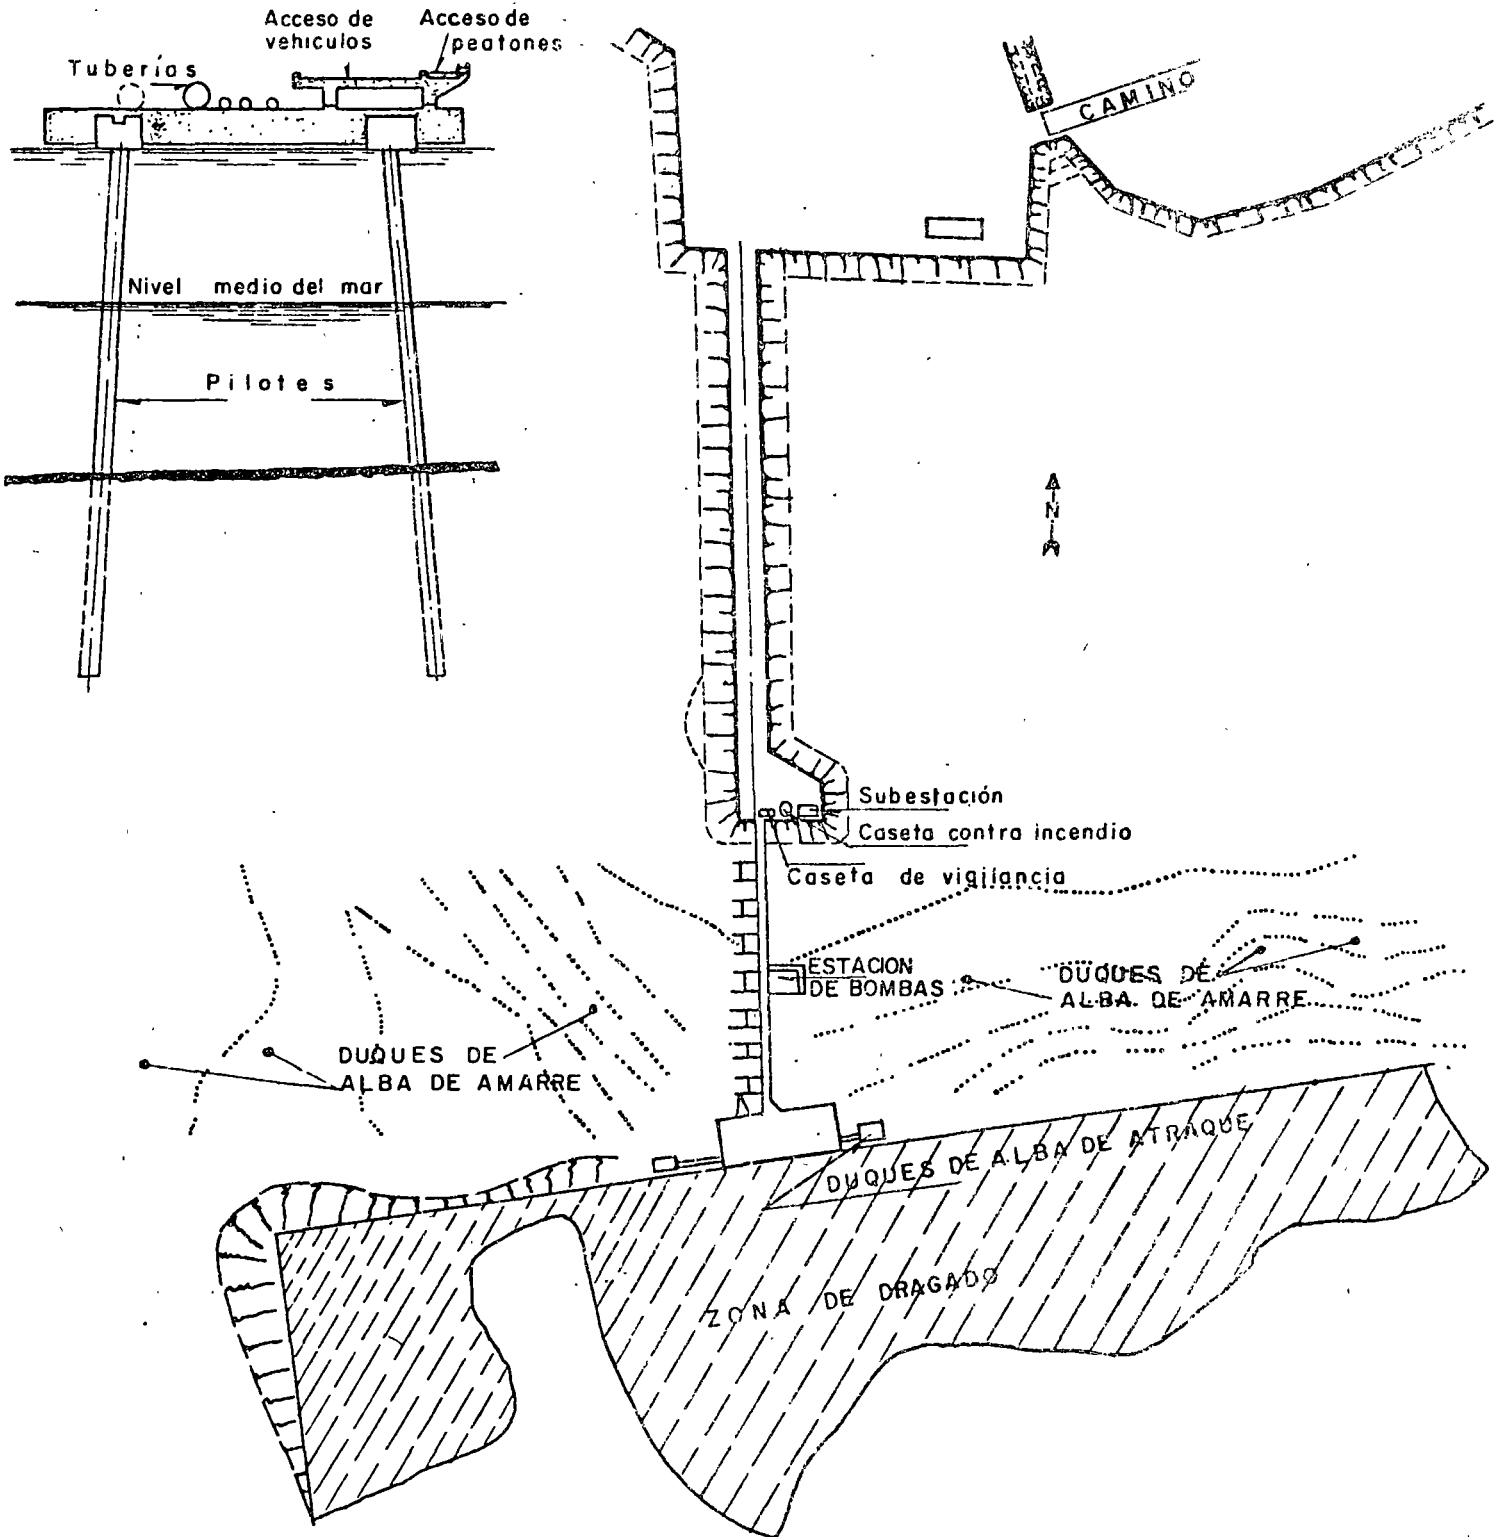 Acceso de
vehículos
Acceso de
peatones
Tuberías
CAMINO
Nivel medio del mar
Pilotes
N
Subestación
Caseta contra incendio
Caseta de vigilancia
ESTACION
DE BOMBAS
DUQUES DE
ALBA DE AMARRE
DUQUES DE
ALBA DE AMARRE
DUQUES DE ALBA DE ATRAQUE
ZONA DE DRAGADO